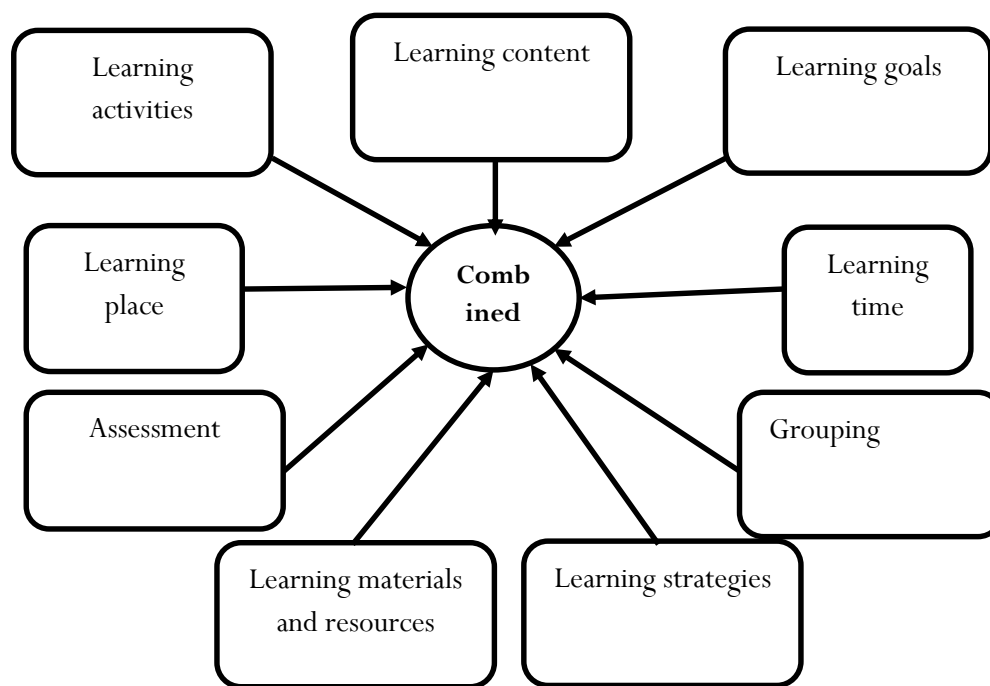 Learning
activities
Learning content
Learning goals
Learning
place
Comb
ined
Learning
time
Assessment
Grouping
Learning materials
and resources
Learning strategies